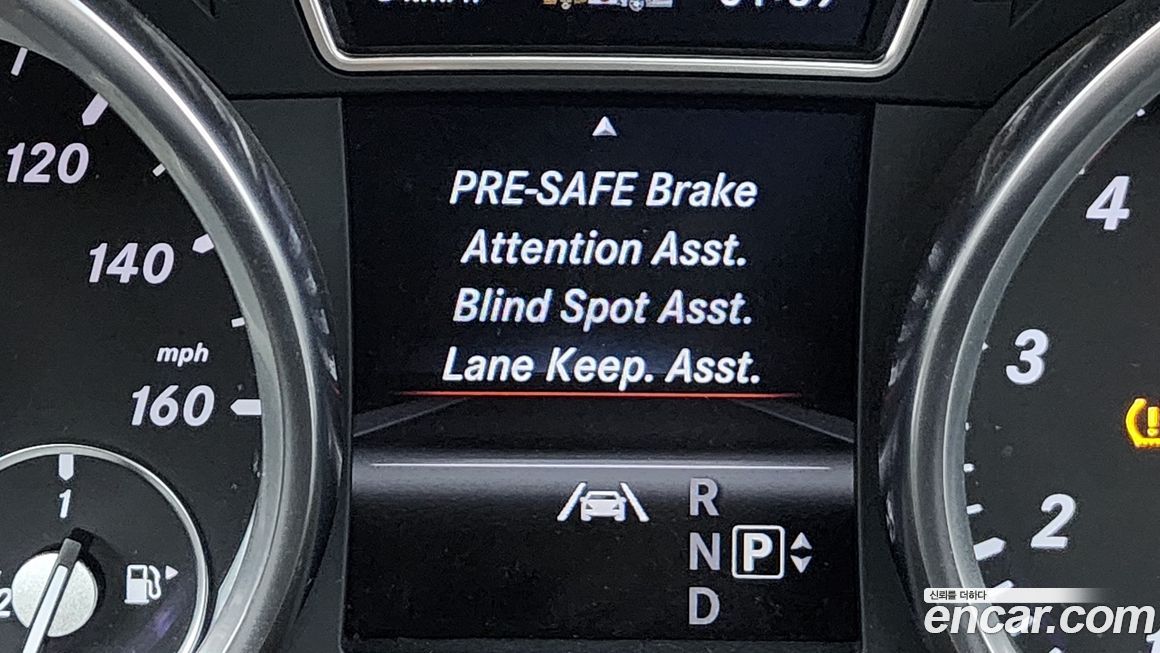 120
140
mph
160
1
PRE-SAFE Brake
Attention Asst.
Blind Spot Asst.
Lane Keep. Asst.
R
N P
D
4
3
2
신뢰를 더하다
encar.com